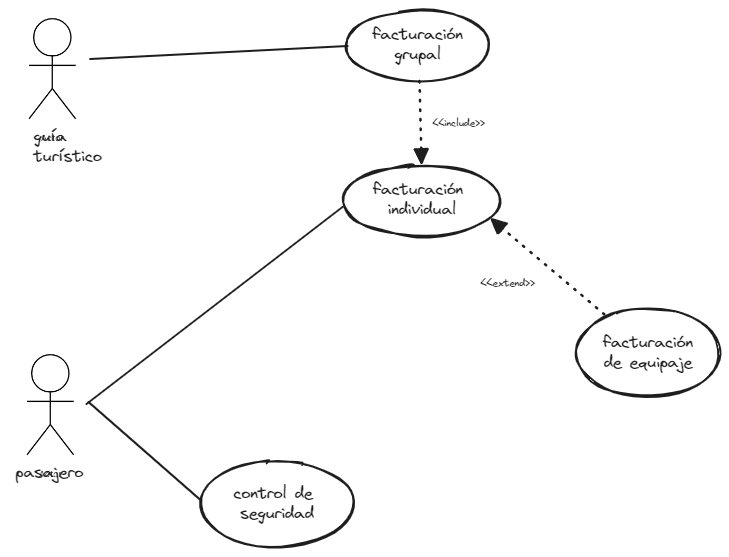 facturación
grupal
guía
turístico
<<include>>
facturación
individual
<<extend>>
facturación
de equipaje
pasajero
control de
seguridad